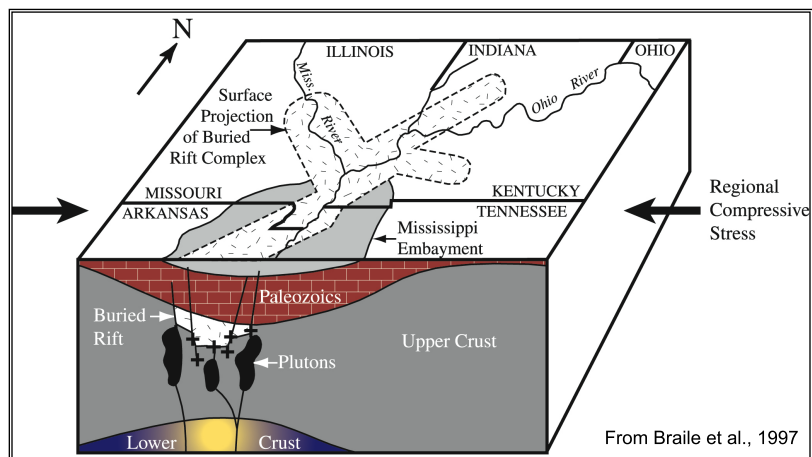 N
ILLINOIS
INDIANA
OHIO
Miss.
River
Surface
Projection
of Buried
Rift Complex
Ohio River
MISSOURI
ARKANSAS
KENTUCKY
TENNESSEE
Regional
Compressive
Stress
Mississippi
Embayment
Paleozoics
Buried
Rift
Upper Crust
Plutons
Lower Crust
From Braile et al., 1997